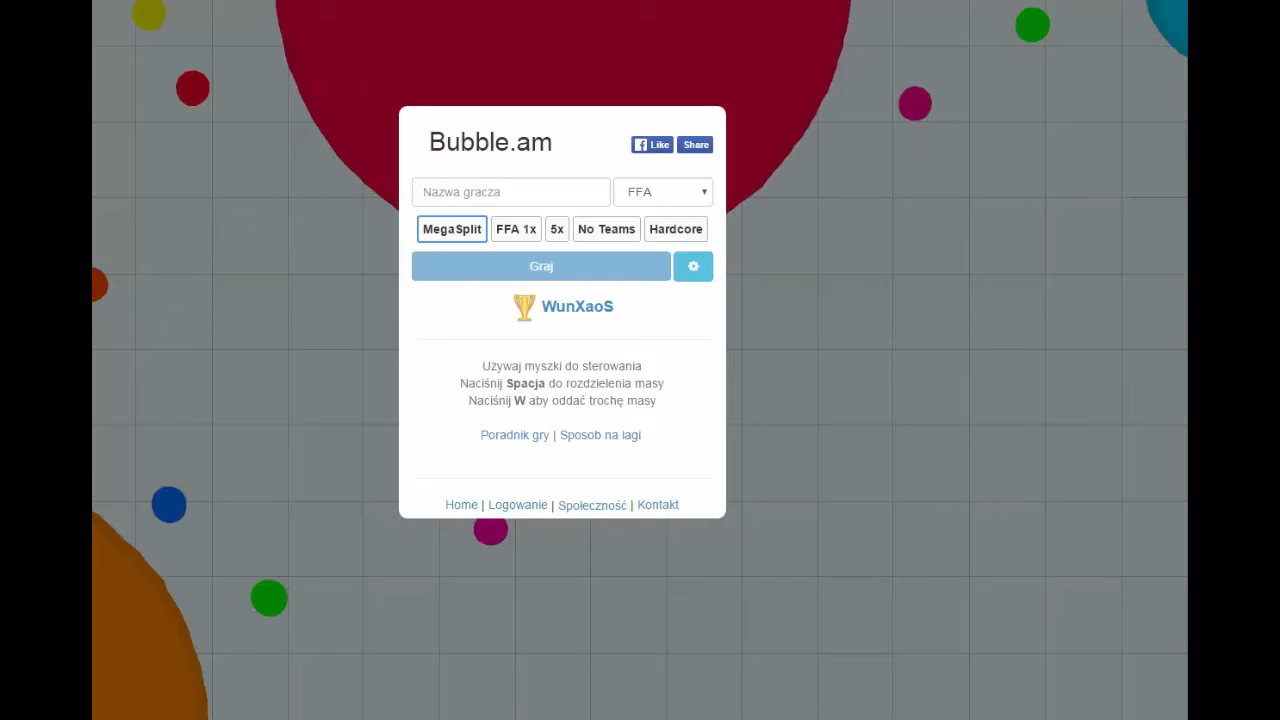 Bubble.am
Like Share
Nazwa gracza FFA
MegaSplit FFA 1x 5x No Teams Hardcore
Graj
WunXaoS
Używaj myszki do sterowania
Naciśnij Spacja do rozdzielenia masy
Naciśnij W aby oddać trochę masy
Poradnik gry | Sposob na lagi
Home | Logowanie | Społeczność | Kontakt